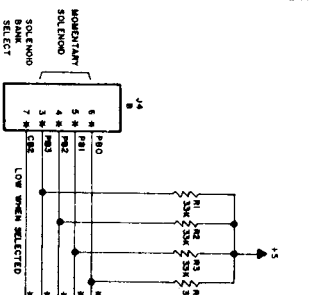 MOMENTARY
SOLENOID
SOLENOID
BANK
SELECT
J4
B
6 * PB0
5 * PB1
4 * PB2
3 * PB3
7 * CB2
LOW WHEN SELECTED
R1
33K
R2
33K
R3
33K
+5